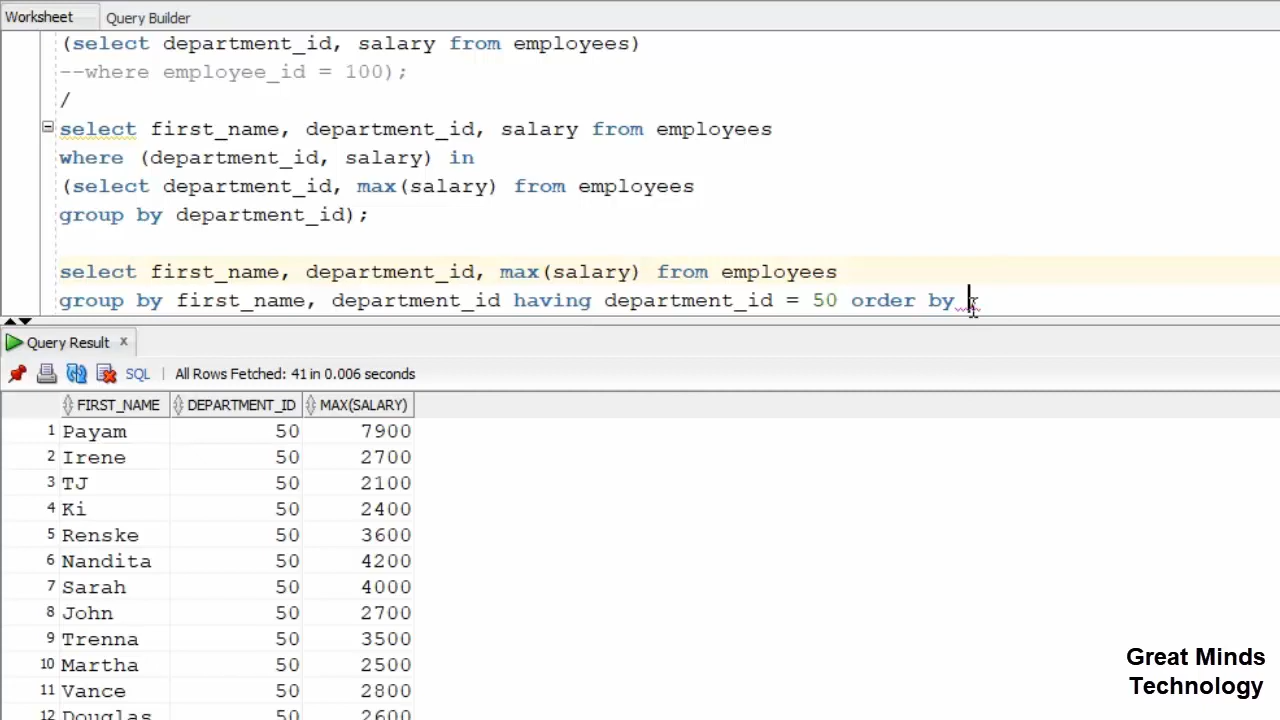 Worksheet Query Builder
(select department_id, salary from employees)
--where employee_id = 100);
/
select first_name, department_id, salary from employees
where (department_id, salary) in
(select department_id, max(salary) from employees
group by department_id);
select first_name, department_id, max(salary) from employees
group by first_name, department_id having department_id = 50 order by
Query Result x
SQL | All Rows Fetched: 41 in 0.006 seconds
FIRST_NAME DEPARTMENT_ID MAX(SALARY)
1 Payam 50 7900
2 Irene 50 2700
3 TJ 50 2100
4 Ki 50 2400
5 Renske 50 3600
6 Nandita 50 4200
7 Sarah 50 4000
8 John 50 2700
9 Trenna 50 3500
10 Martha 50 2500
11 Vance 50 2800
12 Douglas 50 2600
Great Minds
Technology